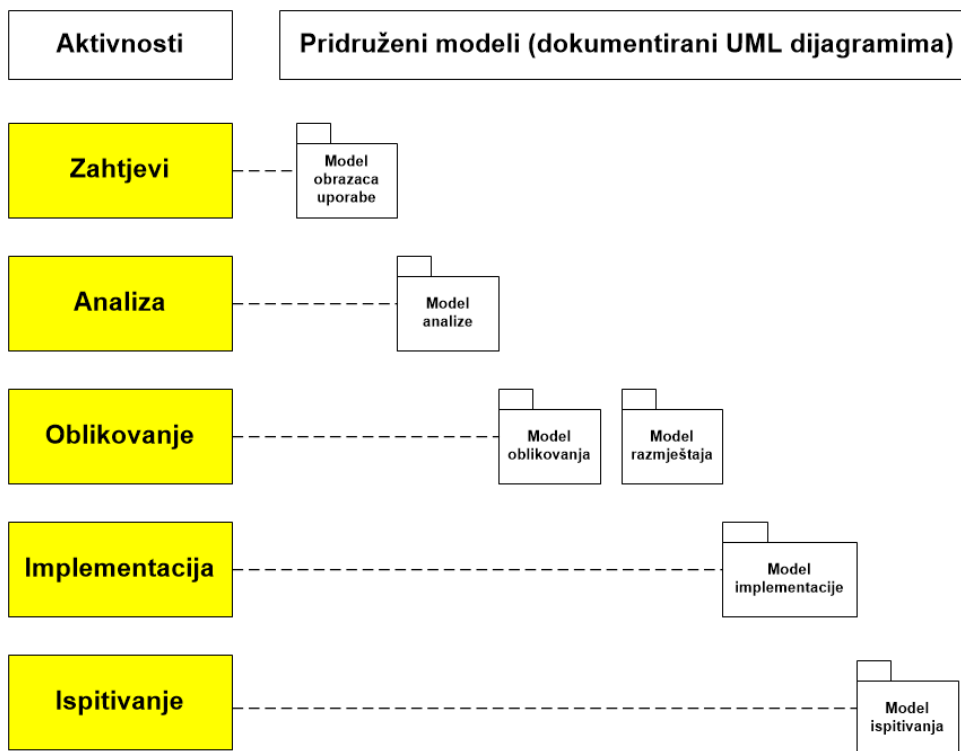 Aktivnosti
Pridruženi modeli (dokumentirani UML dijagramima)
Zahtjevi
Model
obrazaca
uporabe
Analiza
Model
analize
Oblikovanje
Model
oblikovanja
Model
razmještaja
Implementacija
Model
implementacije
Ispitivanje
Model
ispitivanja